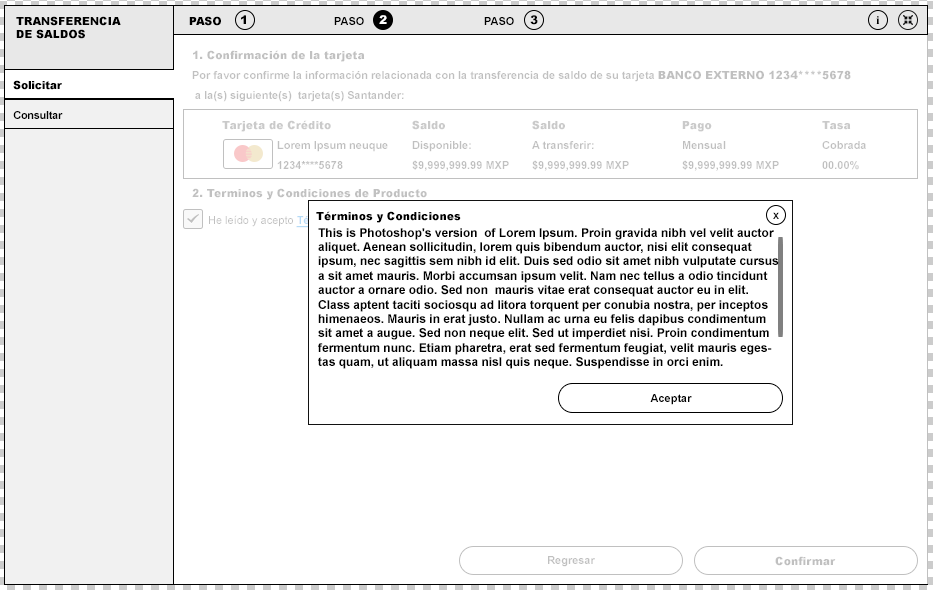 TRANSFERENCIA
DE SALDOS
PASO 1
PASO 2
PASO 3
i
Solicitar
Consultar
1. Confirmación de la tarjeta
Por favor confirme la información relacionada con la transferencia de saldo de su tarjeta BANCO EXTERNO 1234****5678
a la(s) siguiente(s) tarjeta(s) Santander:
Tarjeta de Crédito Saldo Saldo Pago Tasa
Lorem Ipsum neuque Disponible: A transferir: Mensual Cobrada
1234****5678 $9,999,999.99 MXP $9,999,999.99 MXP $9,999,999.99 MXP 00.00%
2. Terminos y Condiciones de Producto
He leido y acepto Té
Términos y Condiciones x
This is Photoshop's version of Lorem Ipsum. Proin gravida nibh vel velit auctor
aliquet. Aenean sollicitudin, lorem quis bibendum auctor, nisi elit consequat
ipsum, nec sagittis sem nibh id elit. Duis sed odio sit amet nibh vulputate cursus
a sit amet mauris. Morbi accumsan ipsum velit. Nam nec tellus a odio tincidunt
auctor a ornare odio. Sed non mauris vitae erat consequat auctor eu in elit.
Class aptent taciti sociosqu ad litora torquent per conubia nostra, per inceptos
himenaeos. Mauris in erat justo. Nullam ac urna eu felis dapibus condimentum
sit amet a augue. Sed non neque elit. Sed ut imperdiet nisi. Proin condimentum
fermentum nunc. Etiam pharetra, erat sed fermentum feugiat, velit mauris eges-
tas quam, ut aliquam massa nisl quis neque. Suspendisse in orci enim.
Aceptar
Regresar
Confirmar